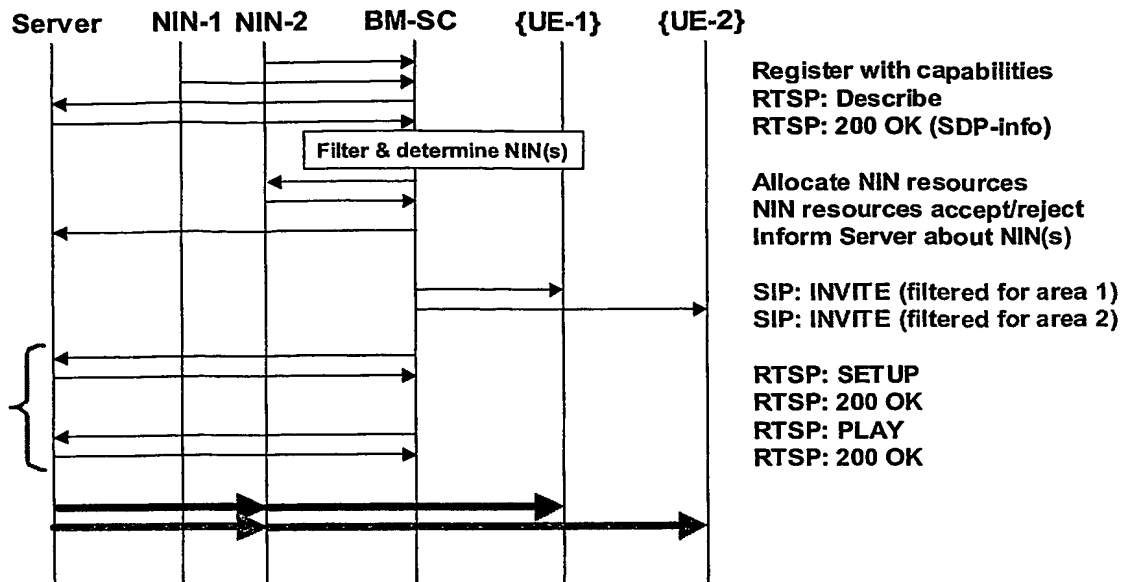 Server NIN-1 NIN-2 BM-SC {UE-1} {UE-2}
Register with capabilities
RTSP: Describe
RTSP: 200 OK (SDP-info)
Filter & determine NIN(s)
Allocate NIN resources
NIN resources accept/reject
Inform Server about NIN(s)
SIP: INVITE (filtered for area 1)
SIP: INVITE (filtered for area 2)
RTSP: SETUP
RTSP: 200 OK
RTSP: PLAY
RTSP: 200 OK